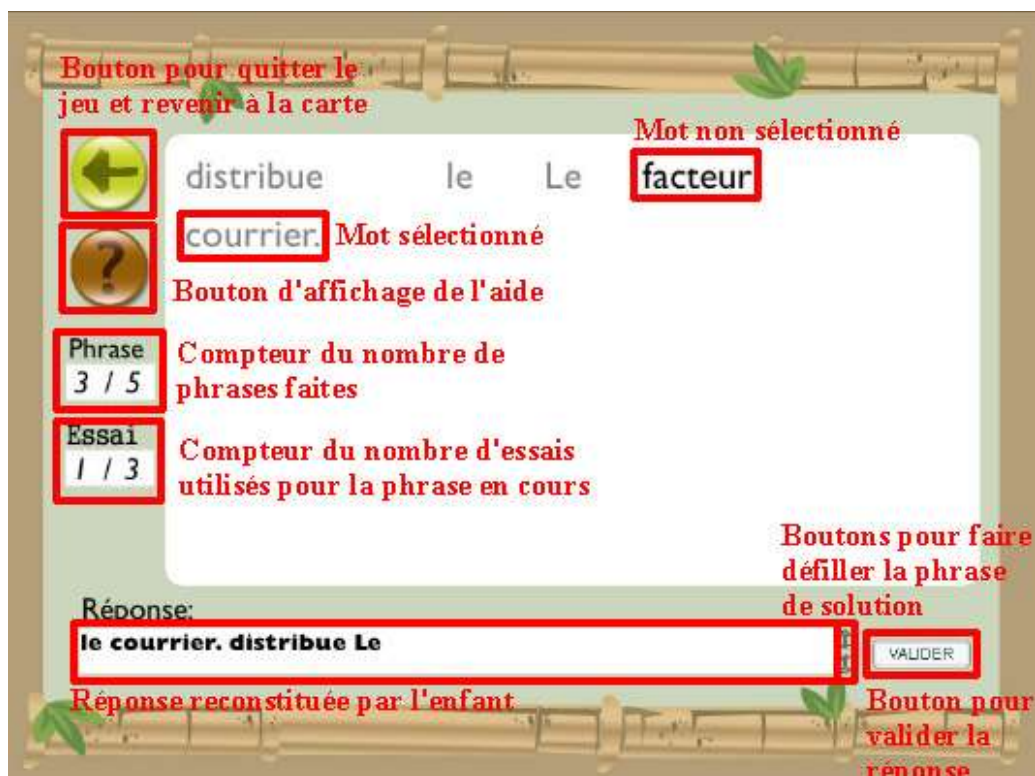 Bouton pour quitter le
jeu et revenir à la carte
Mot non sélectionné
distribue le Le facteur
courrier. Mot sélectionné
?
Bouton d'affichage de l'aide
Phrase
3 / 5
Compteur du nombre de
phrases faites
Essai
1 / 3
Compteur du nombre d'essais
utilisés pour la phrase en cours
Boutons pour faire
défiller la phrase
de solution
Réponse:
le courrier. distribue Le
VALIDER
Réponse reconstituée par l'enfant
Bouton pour
valider la
réponse